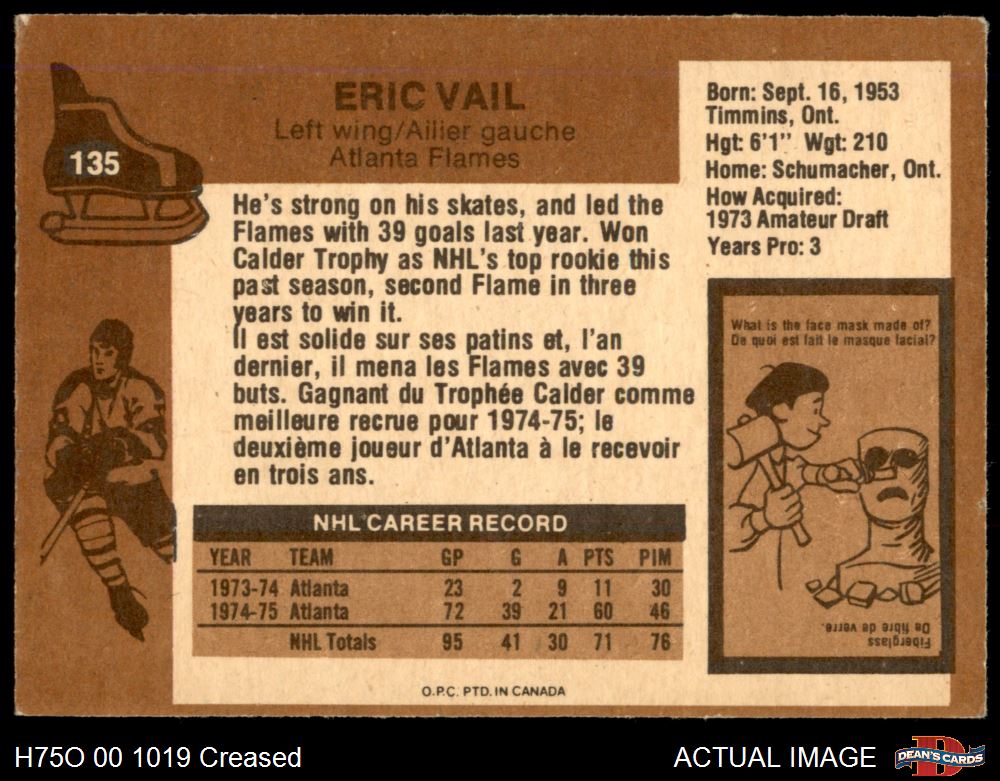 ERIC VAIL
Left wing/Ailier gauche
Atlanta Flames
135
Born: Sept. 16, 1953
Timmins, Ont.
Hgt: 6'1" Wgt: 210
Home: Schumacher, Ont.
How Acquired:
1973 Amateur Draft
Years Pro: 3
He's strong on his skates, and led the
Flames with 39 goals last year. Won
Calder Trophy as NHL's top rookie this
past season, second Flame in three
years to win it.
Il est solide sur ses patins et, l'an
dernier, il mena les Flames avec 39
buts. Gagnant du Trophée Calder comme
meilleure recrue pour 1974-75; le
deuxième joueur d'Atlanta à le recevoir
en trois ans.
What is the face mask made of?
De quoi est fait le masque facial?
Fiberglass
De fibre de verre.
NHL CAREER RECORD
YEAR TEAM GP G A PTS PIM
1973-74 Atlanta 23 2 9 11 30
1974-75 Atlanta 72 39 21 60 46
NHL Totals 95 41 30 71 76
O.P.C. PTD. IN CANADA
H75O 00 1019 Creased
ACTUAL IMAGE
D
DEAN'S CARDS